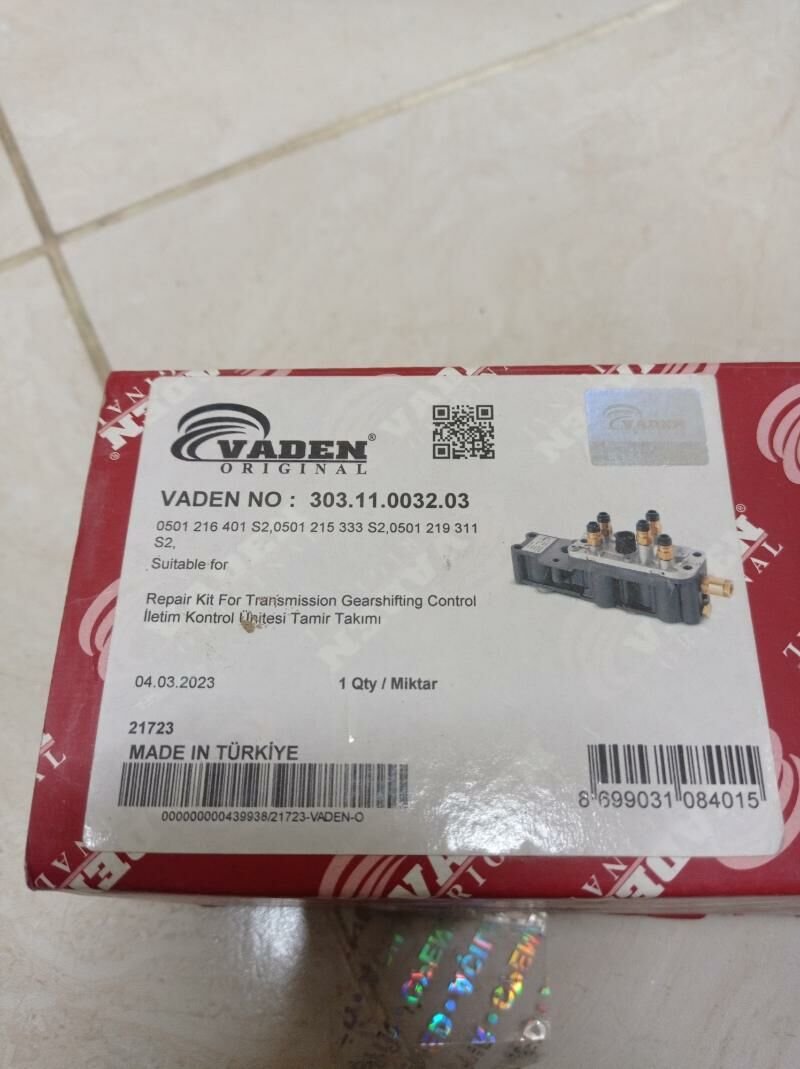 VADEN®
ORIGINAL
VADEN
VADEN NO : 303.11.0032.03
0501 216 401 S2,0501 215 333 S2,0501 219 311
S2,
Suitable for
Repair Kit For Transmission Gearshifting Control
İletim Kontrol Ünitesi Tamir Takımı
04.03.2023 1 Qty / Miktar
21723
MADE IN TÜRKİYE
000000000439938/21723-VADEN-O
8 699031 084015